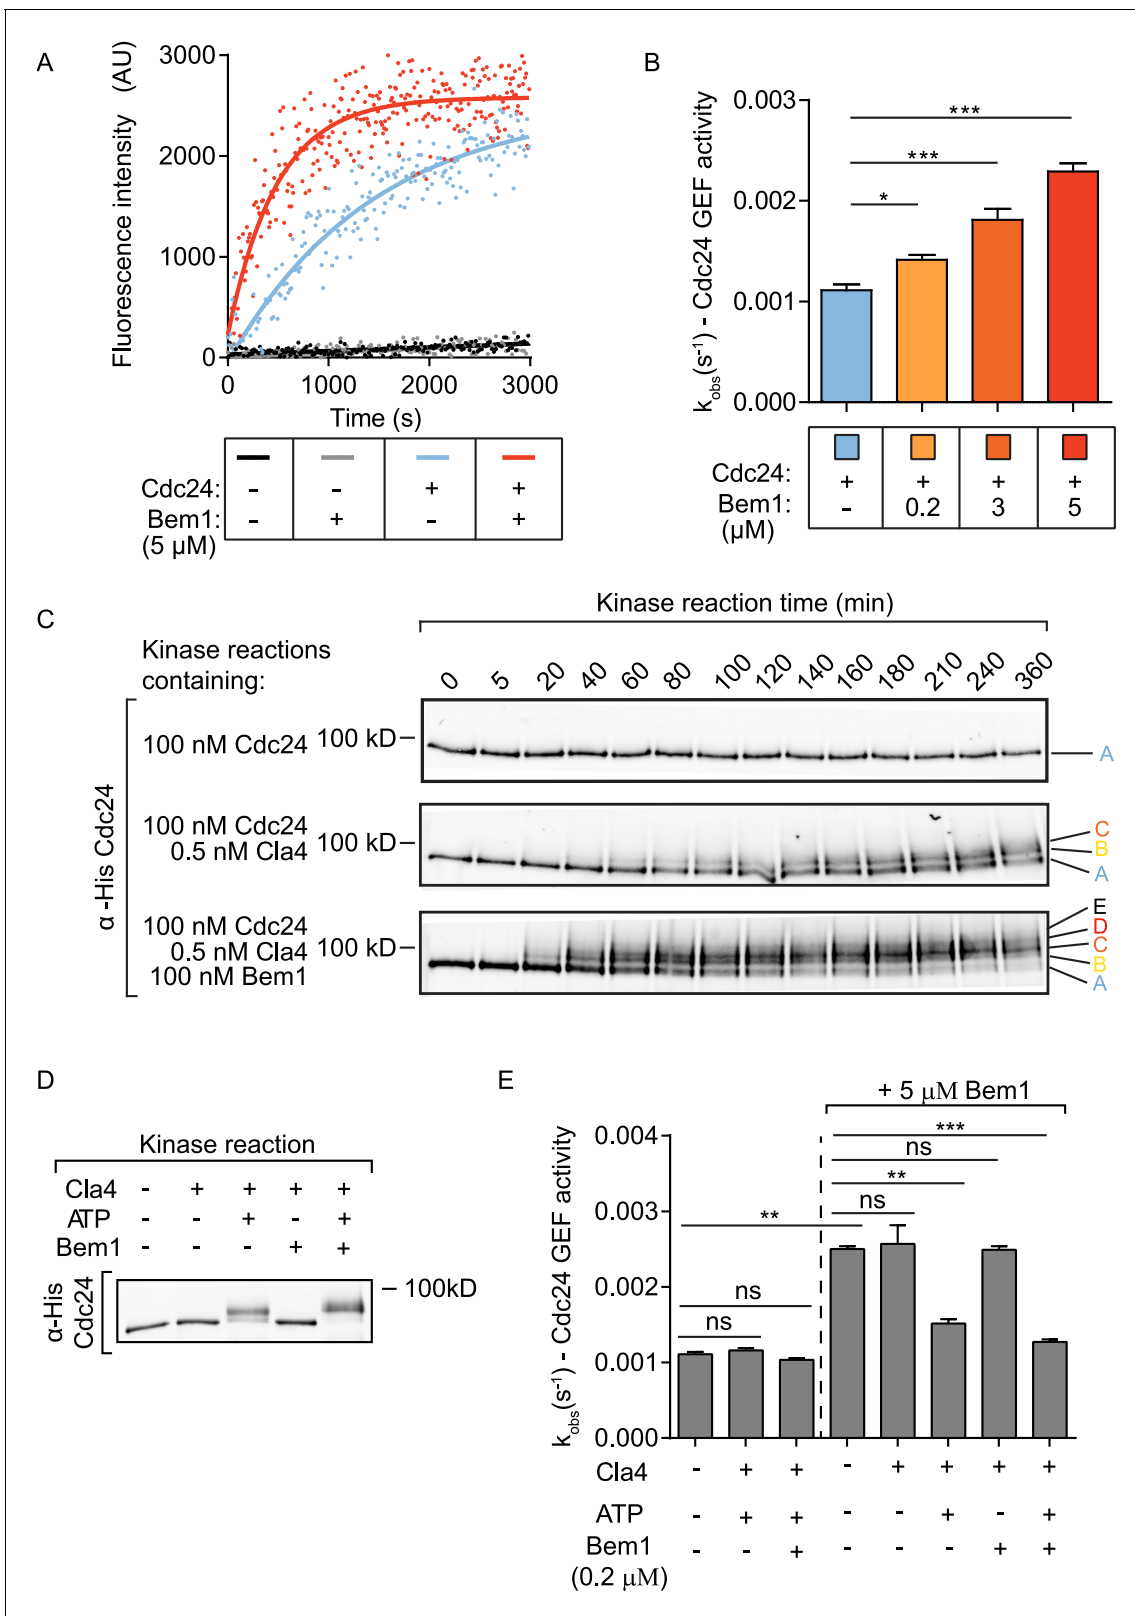 A
Fluorescence intensity (AU)
3000
2000
1000
0
0 1000 2000 3000
Time (s)
Cdc24: - - + +
Bem1: - + - +
(5 μM)
B
k_obs(s⁻¹) - Cdc24 GEF activity
0.003
0.002
0.001
0.000
***
***
*
Cdc24: + + + +
Bem1: - 0.2 3 5
(μM)
C
Kinase reaction time (min)
Kinase reactions
containing:
0 5 20 40 60 80 100 120 140 160 180 210 240 360
α -His Cdc24
100 nM Cdc24
100 kD
A
100 nM Cdc24
0.5 nM Cla4
100 kD
C
B
A
100 nM Cdc24
0.5 nM Cla4
100 nM Bem1
100 kD
E
D
C
B
A
D
Kinase reaction
Cla4 - + + + +
ATP - - + - +
Bem1 - - - + +
α-His
Cdc24
100kD
E
+ 5 μM Bem1
k_obs(s⁻¹) - Cdc24 GEF activity
0.004
0.003
0.002
0.001
0.000
***
ns
**
ns
**
ns
ns
Cla4 - + + - + + + +
ATP - + + - - + - +
Bem1 - - + - - - + +
(0.2 μM)